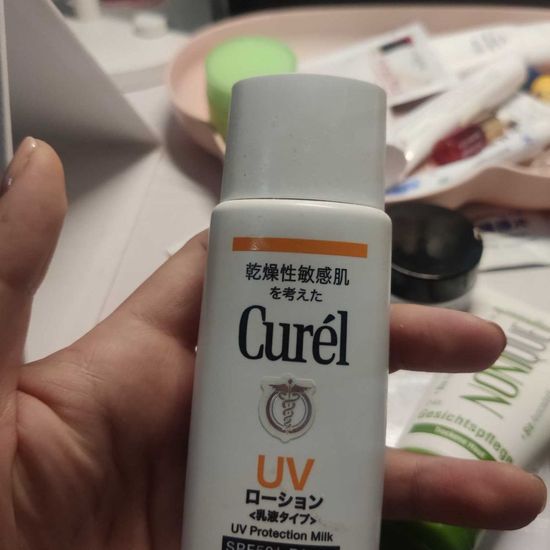 乾燥性敏感肌
を考えた
Curél
UV
ローション
<乳液タイプ>
UV Protection Milk
NONIQUE
Gesichtspflege